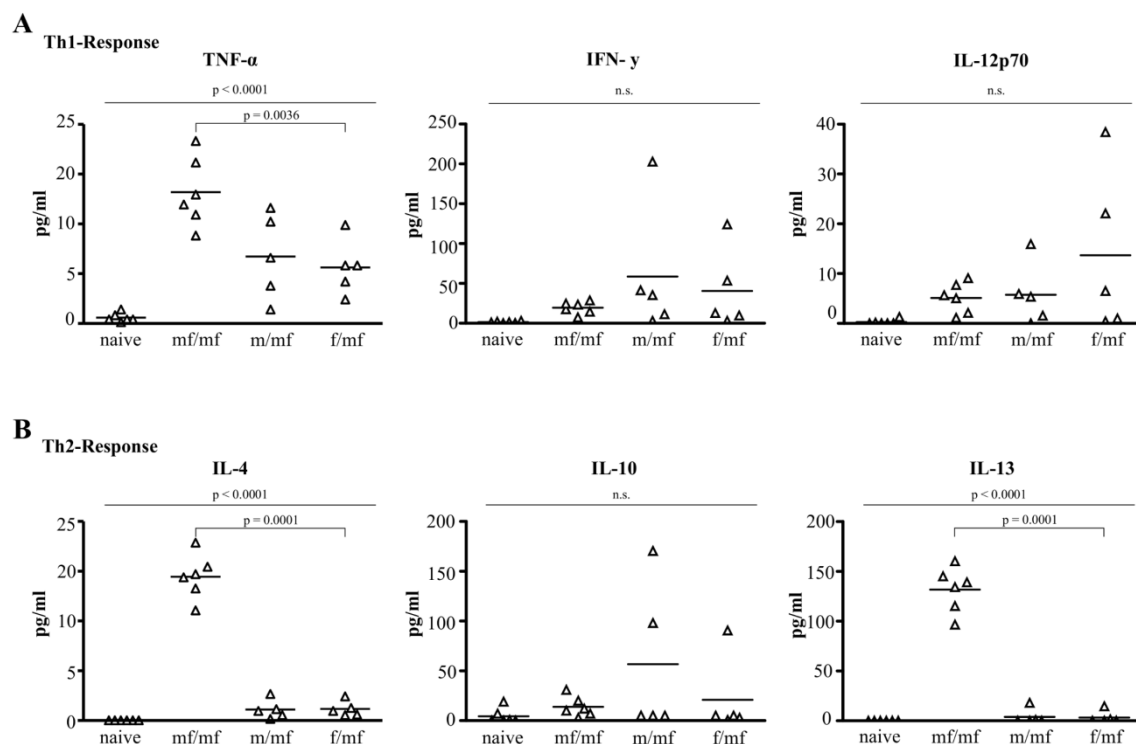 A
Th1-Response
TNF-α
p < 0.0001
p = 0.0036
pg/ml
25
20
10
5
0
naive mf/mf m/mf f/mf
IFN- y
n.s.
250
200
150
100
50
0
naive mf/mf m/mf f/mf
IL-12p70
n.s.
pg/ml
40
30
20
10
0
naive mf/mf m/mf f/mf
B
Th2-Response
IL-4
p < 0.0001
p = 0.0001
pg/ml
25
20
10
5
0
naive mf/mf m/mf f/mf
IL-10
n.s.
pg/ml
200
150
100
50
0
naive mf/mf m/mf f/mf
IL-13
p < 0.0001
p = 0.0001
pg/ml
200
150
100
50
0
naive mf/mf m/mf f/mf